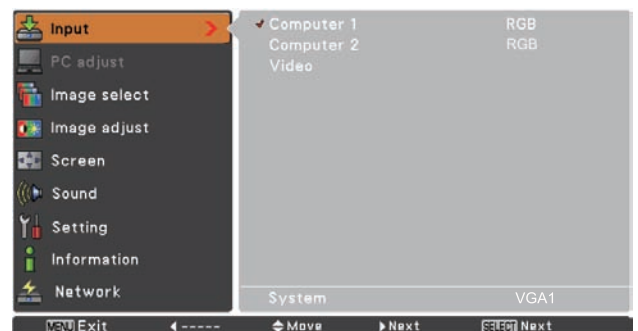 Input
PC adjust
Image select
Image adjust
Screen
Sound
Setting
Information
Network
Computer 1 RGB
Computer 2 RGB
Video
System VGA1
MENU Exit ----- Move Next SELECT Next